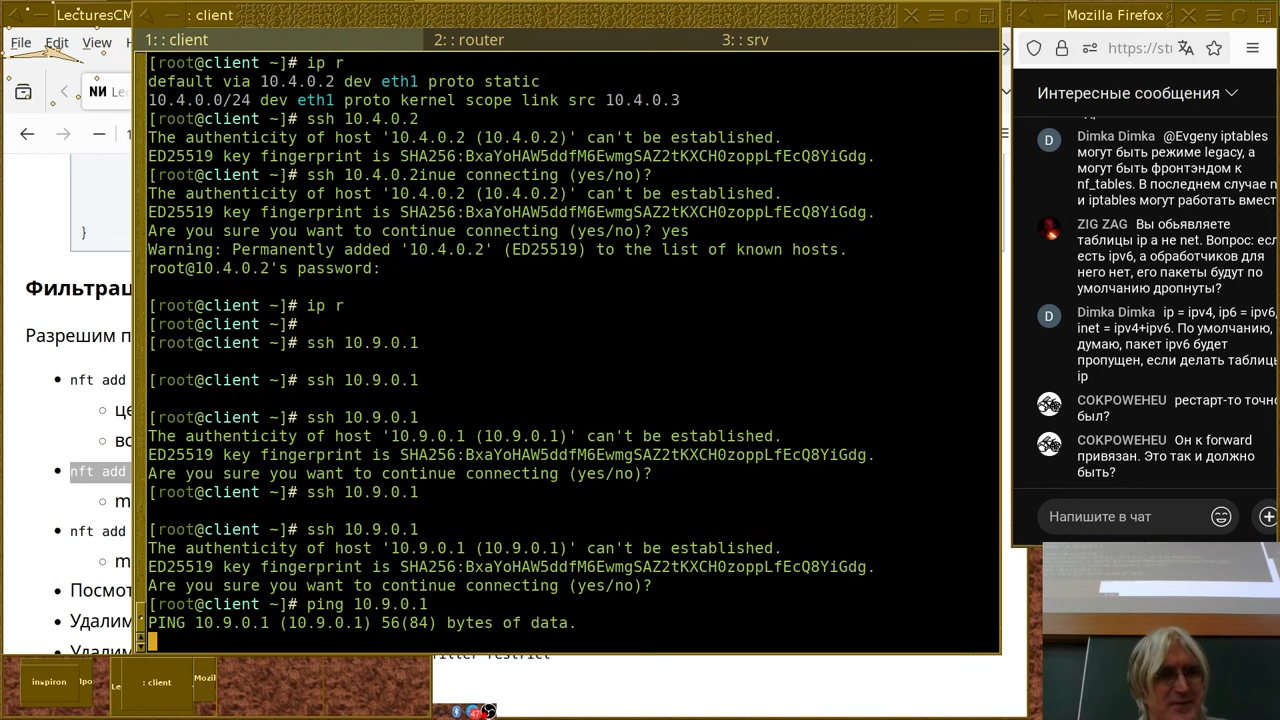 LecturesCM
: client
Mozilla Firefox
File Edit View
1: : client
2: : router
3: : srv
https://stu
Lec
Интересные сообщения
[root@client ~]# ip r
default via 10.4.0.2 dev eth1 proto static
10.4.0.0/24 dev eth1 proto kernel scope link src 10.4.0.3
[root@client ~]# ssh 10.4.0.2
The authenticity of host '10.4.0.2 (10.4.0.2)' can't be established.
ED25519 key fingerprint is SHA256:BxaYoHAW5ddfM6EwmgSAZ2tKXCH0zoppLfEcQ8YiGdg.
[root@client ~]# ssh 10.4.0.2inue connecting (yes/no)?
The authenticity of host '10.4.0.2 (10.4.0.2)' can't be established.
ED25519 key fingerprint is SHA256:BxaYoHAW5ddfM6EwmgSAZ2tKXCH0zoppLfEcQ8YiGdg.
Are you sure you want to continue connecting (yes/no)? yes
Warning: Permanently added '10.4.0.2' (ED25519) to the list of known hosts.
root@10.4.0.2's password:
[root@client ~]# ip r
[root@client ~]#
[root@client ~]# ssh 10.9.0.1
[root@client ~]# ssh 10.9.0.1
[root@client ~]# ssh 10.9.0.1
The authenticity of host '10.9.0.1 (10.9.0.1)' can't be established.
ED25519 key fingerprint is SHA256:BxaYoHAW5ddfM6EwmgSAZ2tKXCH0zoppLfEcQ8YiGdg.
Are you sure you want to continue connecting (yes/no)?
[root@client ~]# ssh 10.9.0.1
[root@client ~]# ssh 10.9.0.1
The authenticity of host '10.9.0.1 (10.9.0.1)' can't be established.
ED25519 key fingerprint is SHA256:BxaYoHAW5ddfM6EwmgSAZ2tKXCH0zoppLfEcQ8YiGdg.
Are you sure you want to continue connecting (yes/no)?
[root@client ~]# ping 10.9.0.1
PING 10.9.0.1 (10.9.0.1) 56(84) bytes of data.
}
Фильтрац
Разрешим п
nft add
це
вс
nft add
m
nft add
m
Посмот
Удалим
Dimka Dimka @Evgeny iptables
могут быть режиме legacy, а
могут быть фронтэндом к
nf_tables. В последнем случае n
и iptables могут работать вмест
ZIG ZAG Вы обьявляете
таблицы ip а не net. Вопрос: есл
есть ipv6, а обработчиков для
него нет, его пакеты будут по
умолчанию дропнуты?
Dimka Dimka ip = ipv4, ip6 = ipv6,
inet = ipv4+ipv6. По умолчанию,
думаю, пакет ipv6 будет
пропущен, если делать таблицы
ip
COKPOWEHEU рестарт-то точно
был?
COKPOWEHEU Он к forward
привязан. Это так и должно
быть?
Напишите в чат
inspiron
: client
Mozil